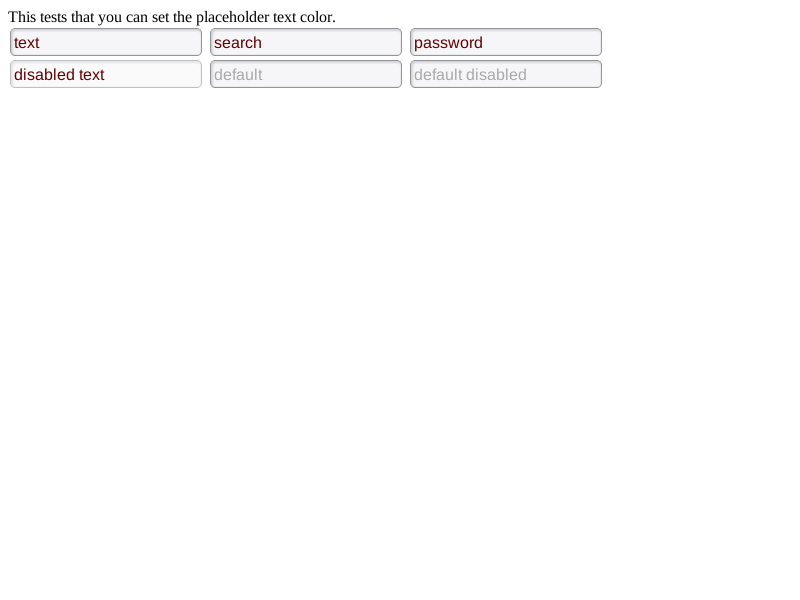 This tests that you can set the placeholder text color.
text search password
disabled text default default disabled